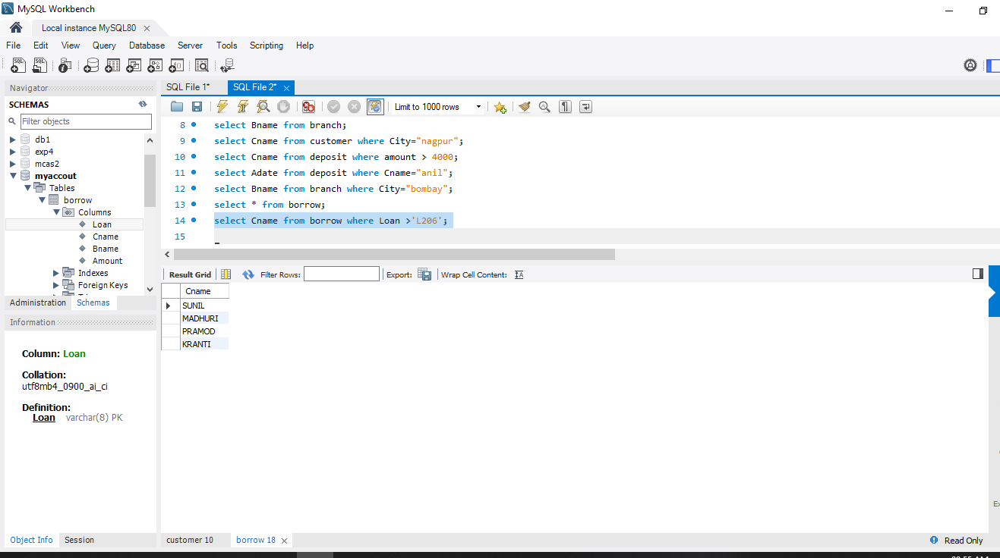 MySQL Workbench
Local instance MySQL80
File Edit View Query Database Server Tools Scripting Help
Navigator
SCHEMAS
Filter objects
db1
exp4
mcas2
myaccout
Tables
borrow
Columns
Loan
Cname
Bname
Amount
Indexes
Foreign Keys
Administration Schemas
Information
Column: Loan
Collation:
utf8mb4_0900_ai_ci
Definition:
Loan varchar(8) PK
Object Info Session
SQL File 1* SQL File 2*
Limit to 1000 rows
8 select Bname from branch;
9 select Cname from customer where City="nagpur";
10 select Cname from deposit where amount > 4000;
11 select Adate from deposit where Cname="anil";
12 select Bname from branch where City="bombay";
13 select * from borrow;
14 select Cname from borrow where Loan >'L206';
15
Result Grid Filter Rows: Export: Wrap Cell Content:
Cname
SUNIL
MADHURI
PRAMOD
KRANTI
customer 10 borrow 18
Read Only